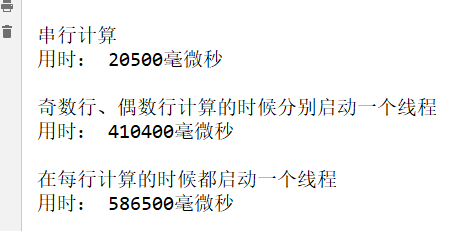 串行计算
用时： 20500毫微秒
奇数行、偶数行计算的时候分别启动一个线程
用时： 410400毫微秒
在每行计算的时候都启动一个线程
用时： 586500毫微秒